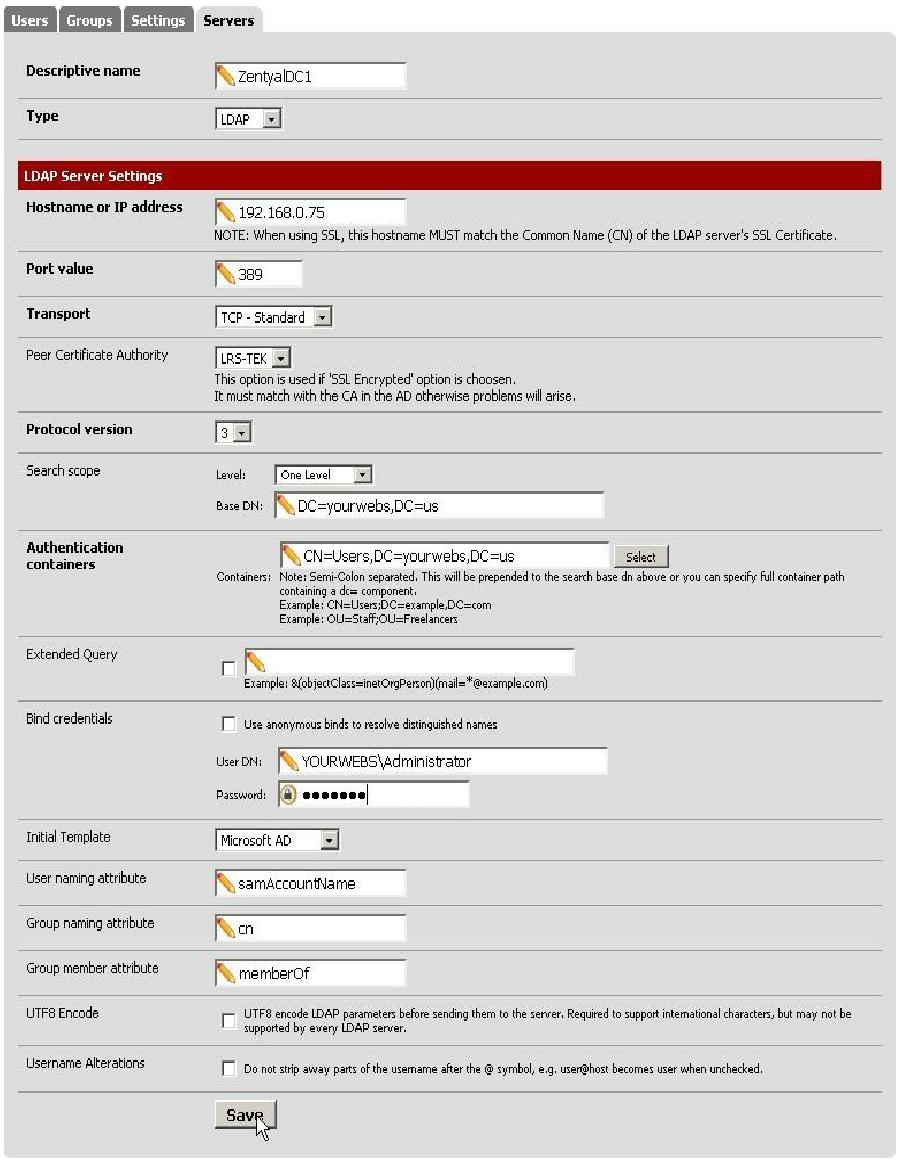 Users Groups Settings Servers
Descriptive name ZentyalDC1
Type LDAP
LDAP Server Settings
Hostname or IP address 192.168.0.75
NOTE: When using SSL, this hostname MUST match the Common Name (CN) of the LDAP server's SSL Certificate.
Port value 389
Transport TCP - Standard
Peer Certificate Authority LRS-TEK
This option is used if 'SSL Encrypted' option is choosen.
It must match with the CA in the AD otherwise problems will arise.
Protocol version 3
Search scope Level: One Level
Base DN: DC=yourwebs,DC=us
Authentication
containers
CN=Users,DC=yourwebs,DC=us Select
Containers: Note: Semi-Colon separated. This will be prepended to the search base dn above or you can specify full container path
containing a dc= component.
Example: CN=Users;DC=example,DC=com
Example: OU=Staff;OU=Freelancers
Extended Query
Example: &(objectClass=inetOrgPerson)(mail=*@example.com)
Bind credentials Use anonymous binds to resolve distinguished names
User DN: YOURWEBS\Administrator
Password: •••••••
Initial Template Microsoft AD
User naming attribute samAccountName
Group naming attribute cn
Group member attribute memberOf
UTF8 Encode UTF8 encode LDAP parameters before sending them to the server. Required to support international characters, but may not be
supported by every LDAP server.
Username Alterations Do not strip away parts of the username after the @ symbol, e.g. user@host becomes user when unchecked.
Save